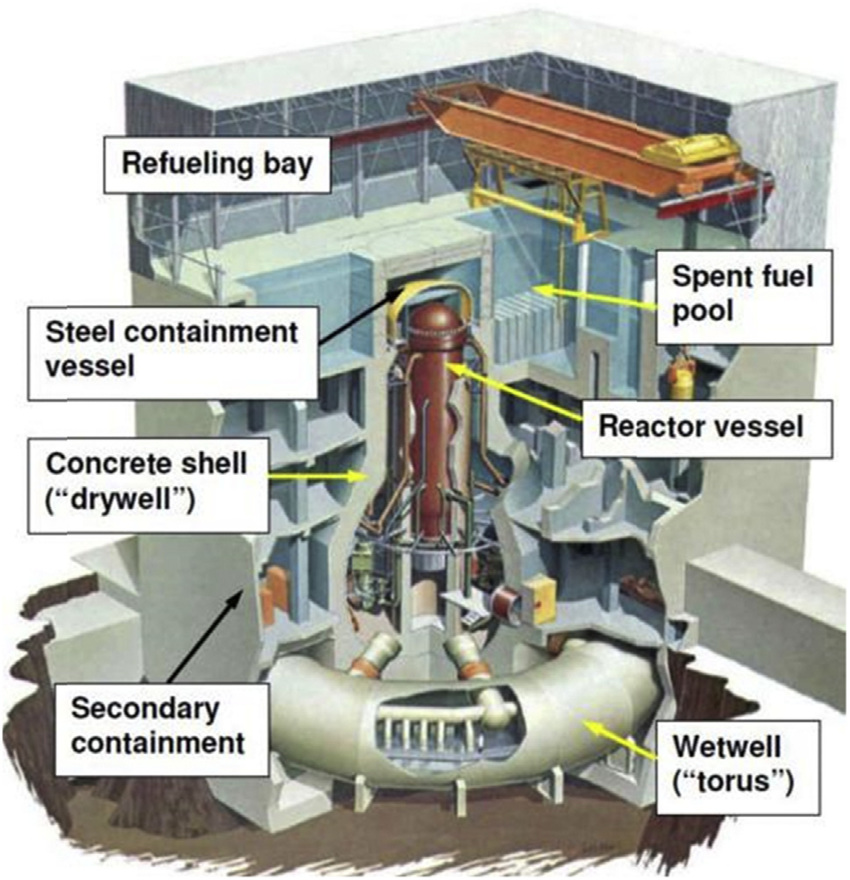 Refueling bay
Spent fuel
pool
Steel containment
vessel
Reactor vessel
Concrete shell
(“drywell”)
Secondary
containment
Wetwell
(“torus”)